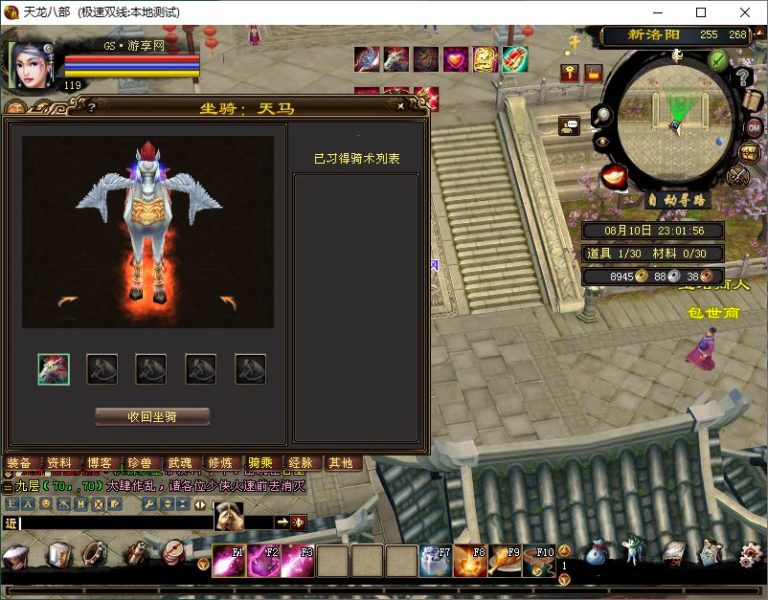 天龙八部 (极速双线:本地测试)
GS·游享网
119
新洛阳 255 268
坐骑：天马
已习得骑术列表
GM
自动寻路
08月10日 23:01:56
道具 1/30 材料 0/30
8945 88 38
包世商
收回坐骑
装备 资料 博客 珍兽 武魂 修炼 骑乘 经脉 其他
九层(70, ,70)大肆作乱，请各位少侠火速前去消灭
近
F1 F2 F3 F7 F8 F9 F10
1